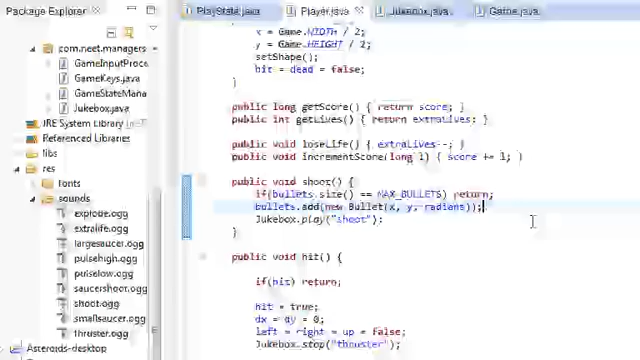 Package Explorer
com.neet.managers
GameInputProce
GameKeys.java
GameStateMana
Jukebox.java
JRE System Library
Referenced Libraries
libs
res
fonts
sounds
explode.ogg
extralife.ogg
largesaucer.ogg
pulsehigh.ogg
pulselow.ogg
saucershoot.ogg
shoot.ogg
smallsaucer.ogg
thruster.ogg
Asteroids-desktop
PlayState.java
Player.java
Jukebox.java
Game.java
x = Game.WIDTH / 2;
y = Game.HEIGHT / 2;
setShape();
hit = dead = false;
}
public long getScore() { return score; }
public int getLives() { return extraLives; }
public void loseLife() { extraLives--; }
public void incrementScore(long l) { score += l; }
public void shoot() {
if(bullets.size() == MAX_BULLETS) return;
bullets.add(new Bullet(x, y, radians));
Jukebox.play("shoot");
}
public void hit() {
if(hit) return;
hit = true;
dx = dy = 0;
left = right = up = false;
Jukebox.stop("thruster");